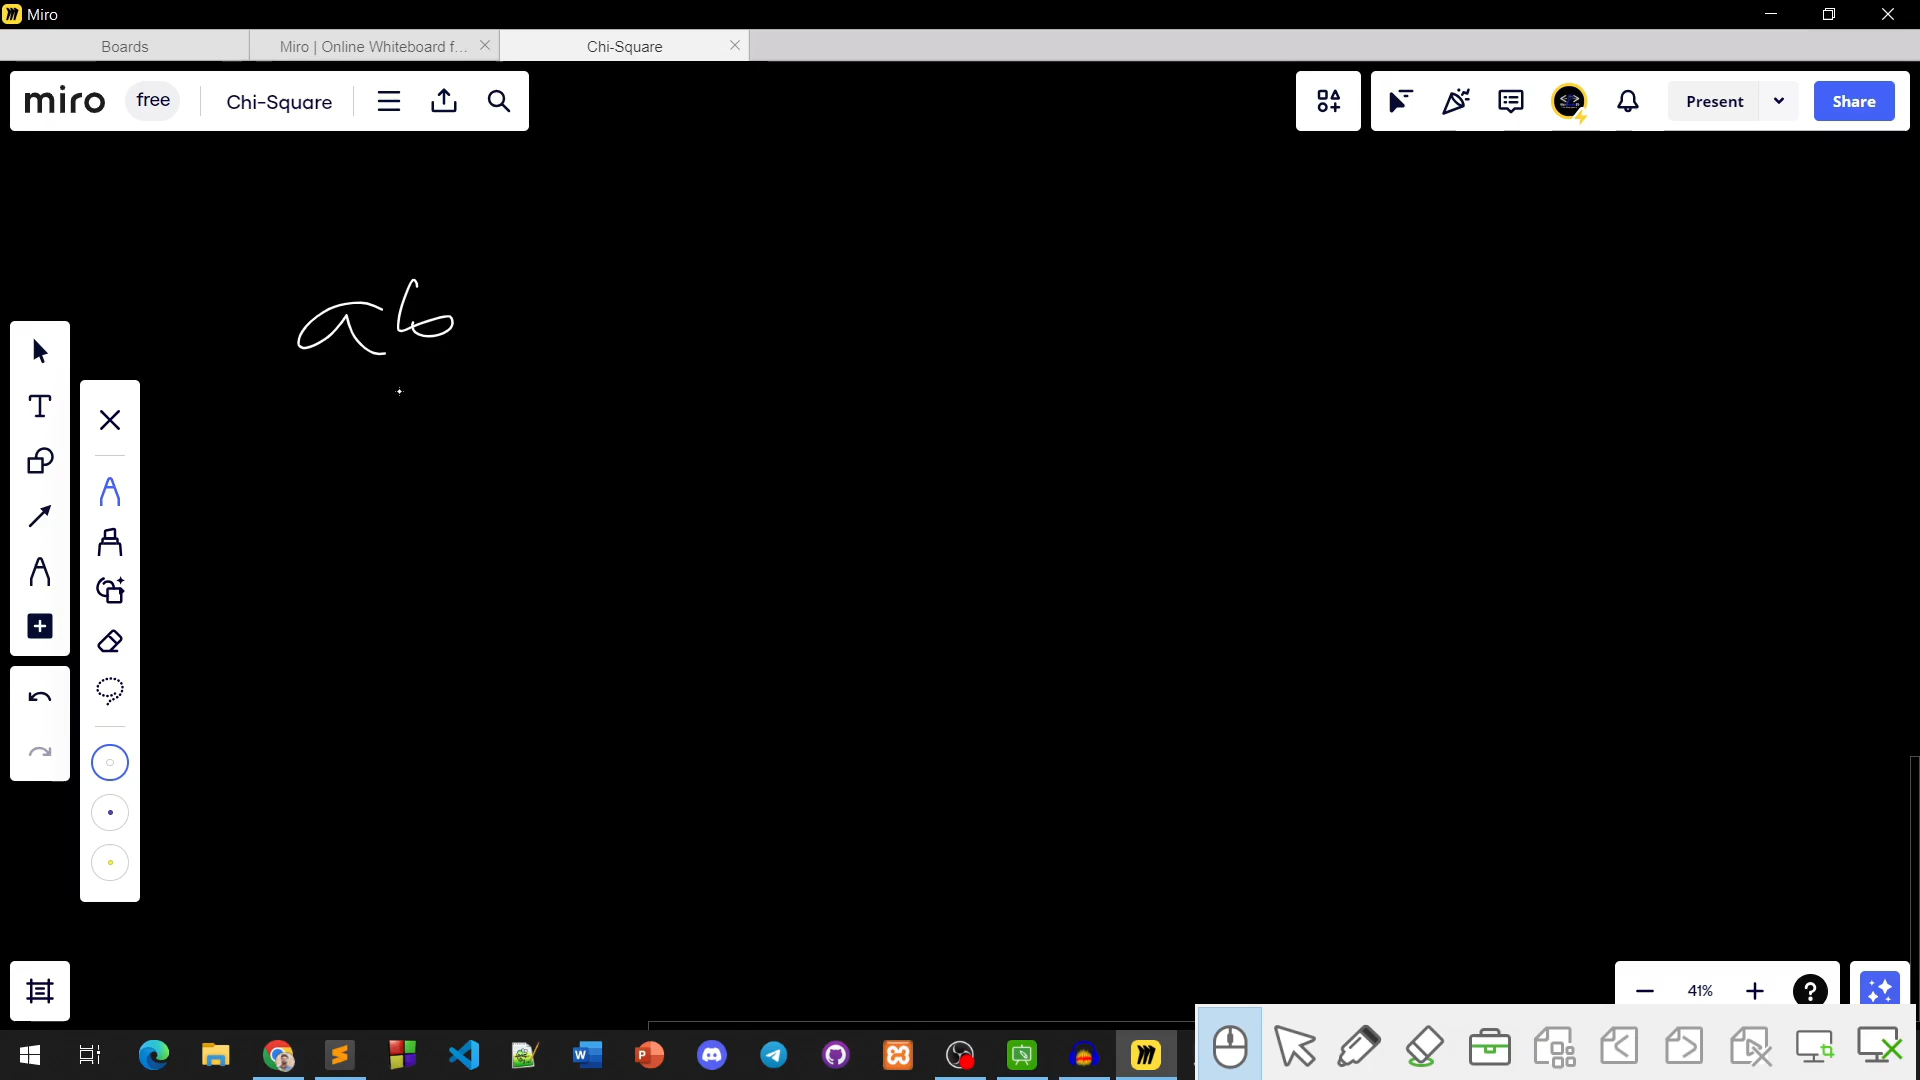 Miro
Boards
Miro | Online Whiteboard f...
Chi-Square
miro
free
Chi-Square
Present
Share
ab
41%